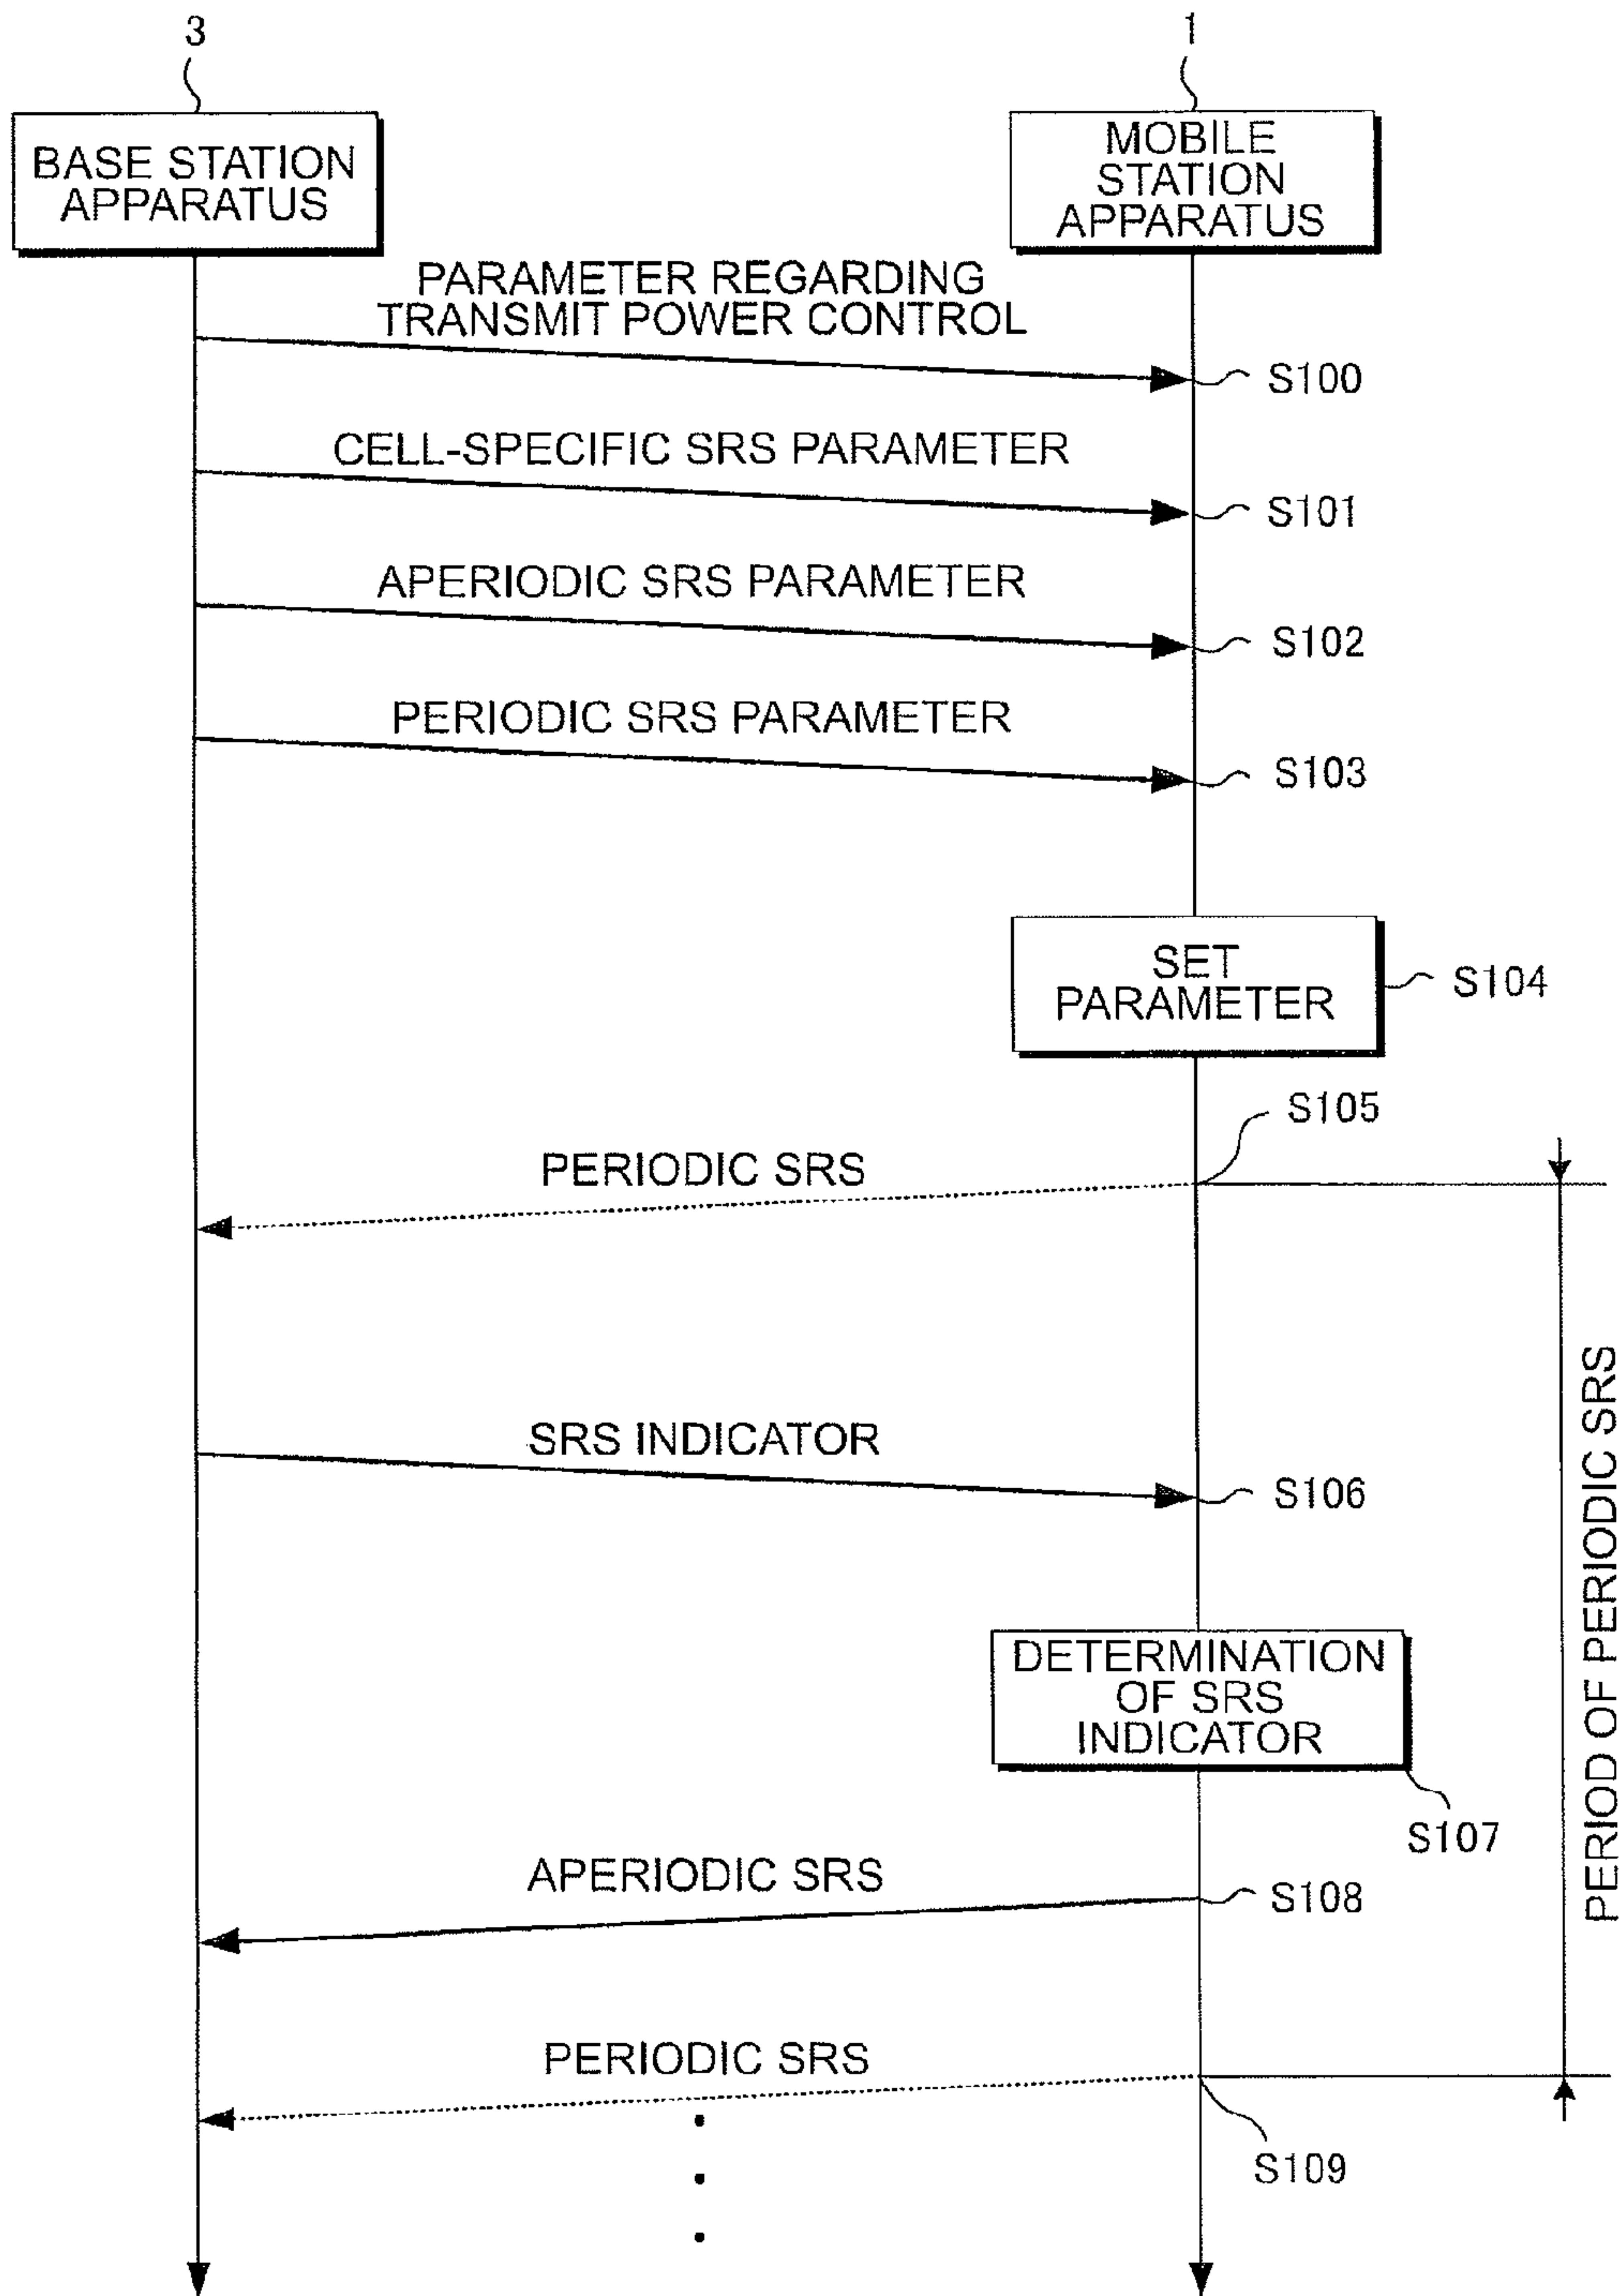 3
1
BASE STATION
APPARATUS
MOBILE
STATION
APPARATUS
PARAMETER REGARDING
TRANSMIT POWER CONTROL
S100
CELL-SPECIFIC SRS PARAMETER
S101
APERIODIC SRS PARAMETER
S102
PERIODIC SRS PARAMETER
S103
SET
PARAMETER
S104
S105
PERIODIC SRS
SRS INDICATOR
S106
PERIOD OF PERIODIC SRS
DETERMINATION
OF SRS
INDICATOR
S107
APERIODIC SRS
S108
PERIODIC SRS
S109